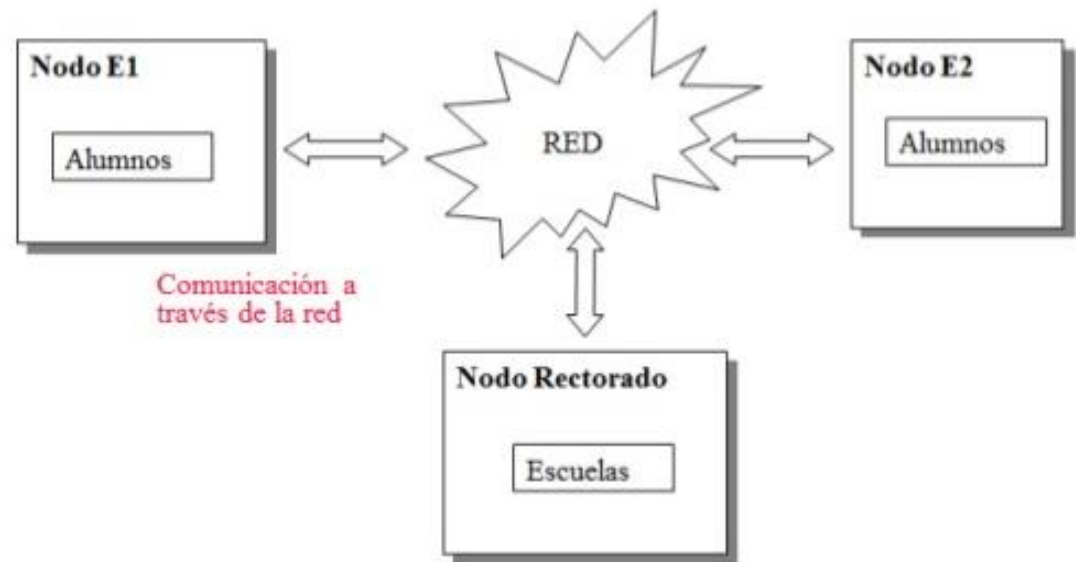 Nodo E1
Alumnos
RED
Nodo E2
Alumnos
Comunicación a
través de la red
Nodo Rectorado
Escuelas